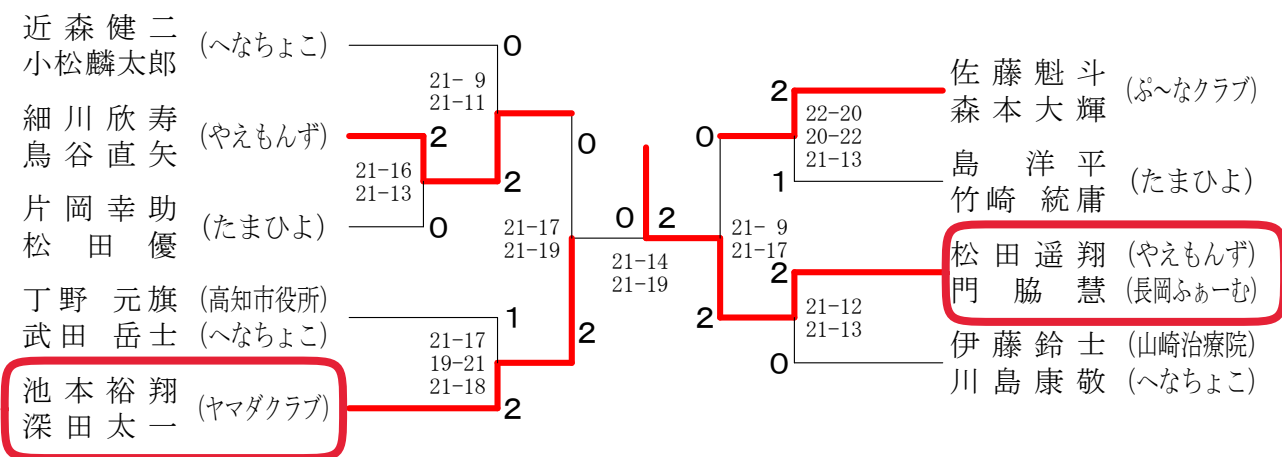 近森健二
小松麟太郎
(へなちょこ)
0
21- 9
21-11
細川欣寿
鳥谷直矢
(やえもんず)
2
21-16
21-13
2
片岡幸助
松田優
(たまひよ)
0
0
21-17
21-19
丁野 元旗 (高知市役所)
武田 岳士 (へなちょこ)
1
21-17
19-21
21-18
2
池本裕翔
深田太一
(ヤマダクラブ)
2
0 2
21-14
21-19
佐藤魁斗
森本大輝
(ぷ~なクラブ)
2
22-20
20-22
21-13
0
島 洋平
竹崎 統庸
(たまひよ)
1
21- 9
21-17
松田遥翔 (やえもんず)
門脇慧 (長岡ふぁーむ)
2
21-12
21-13
2
伊藤鈴士 (山崎治療院)
川島康敬 (へなちょこ)
0